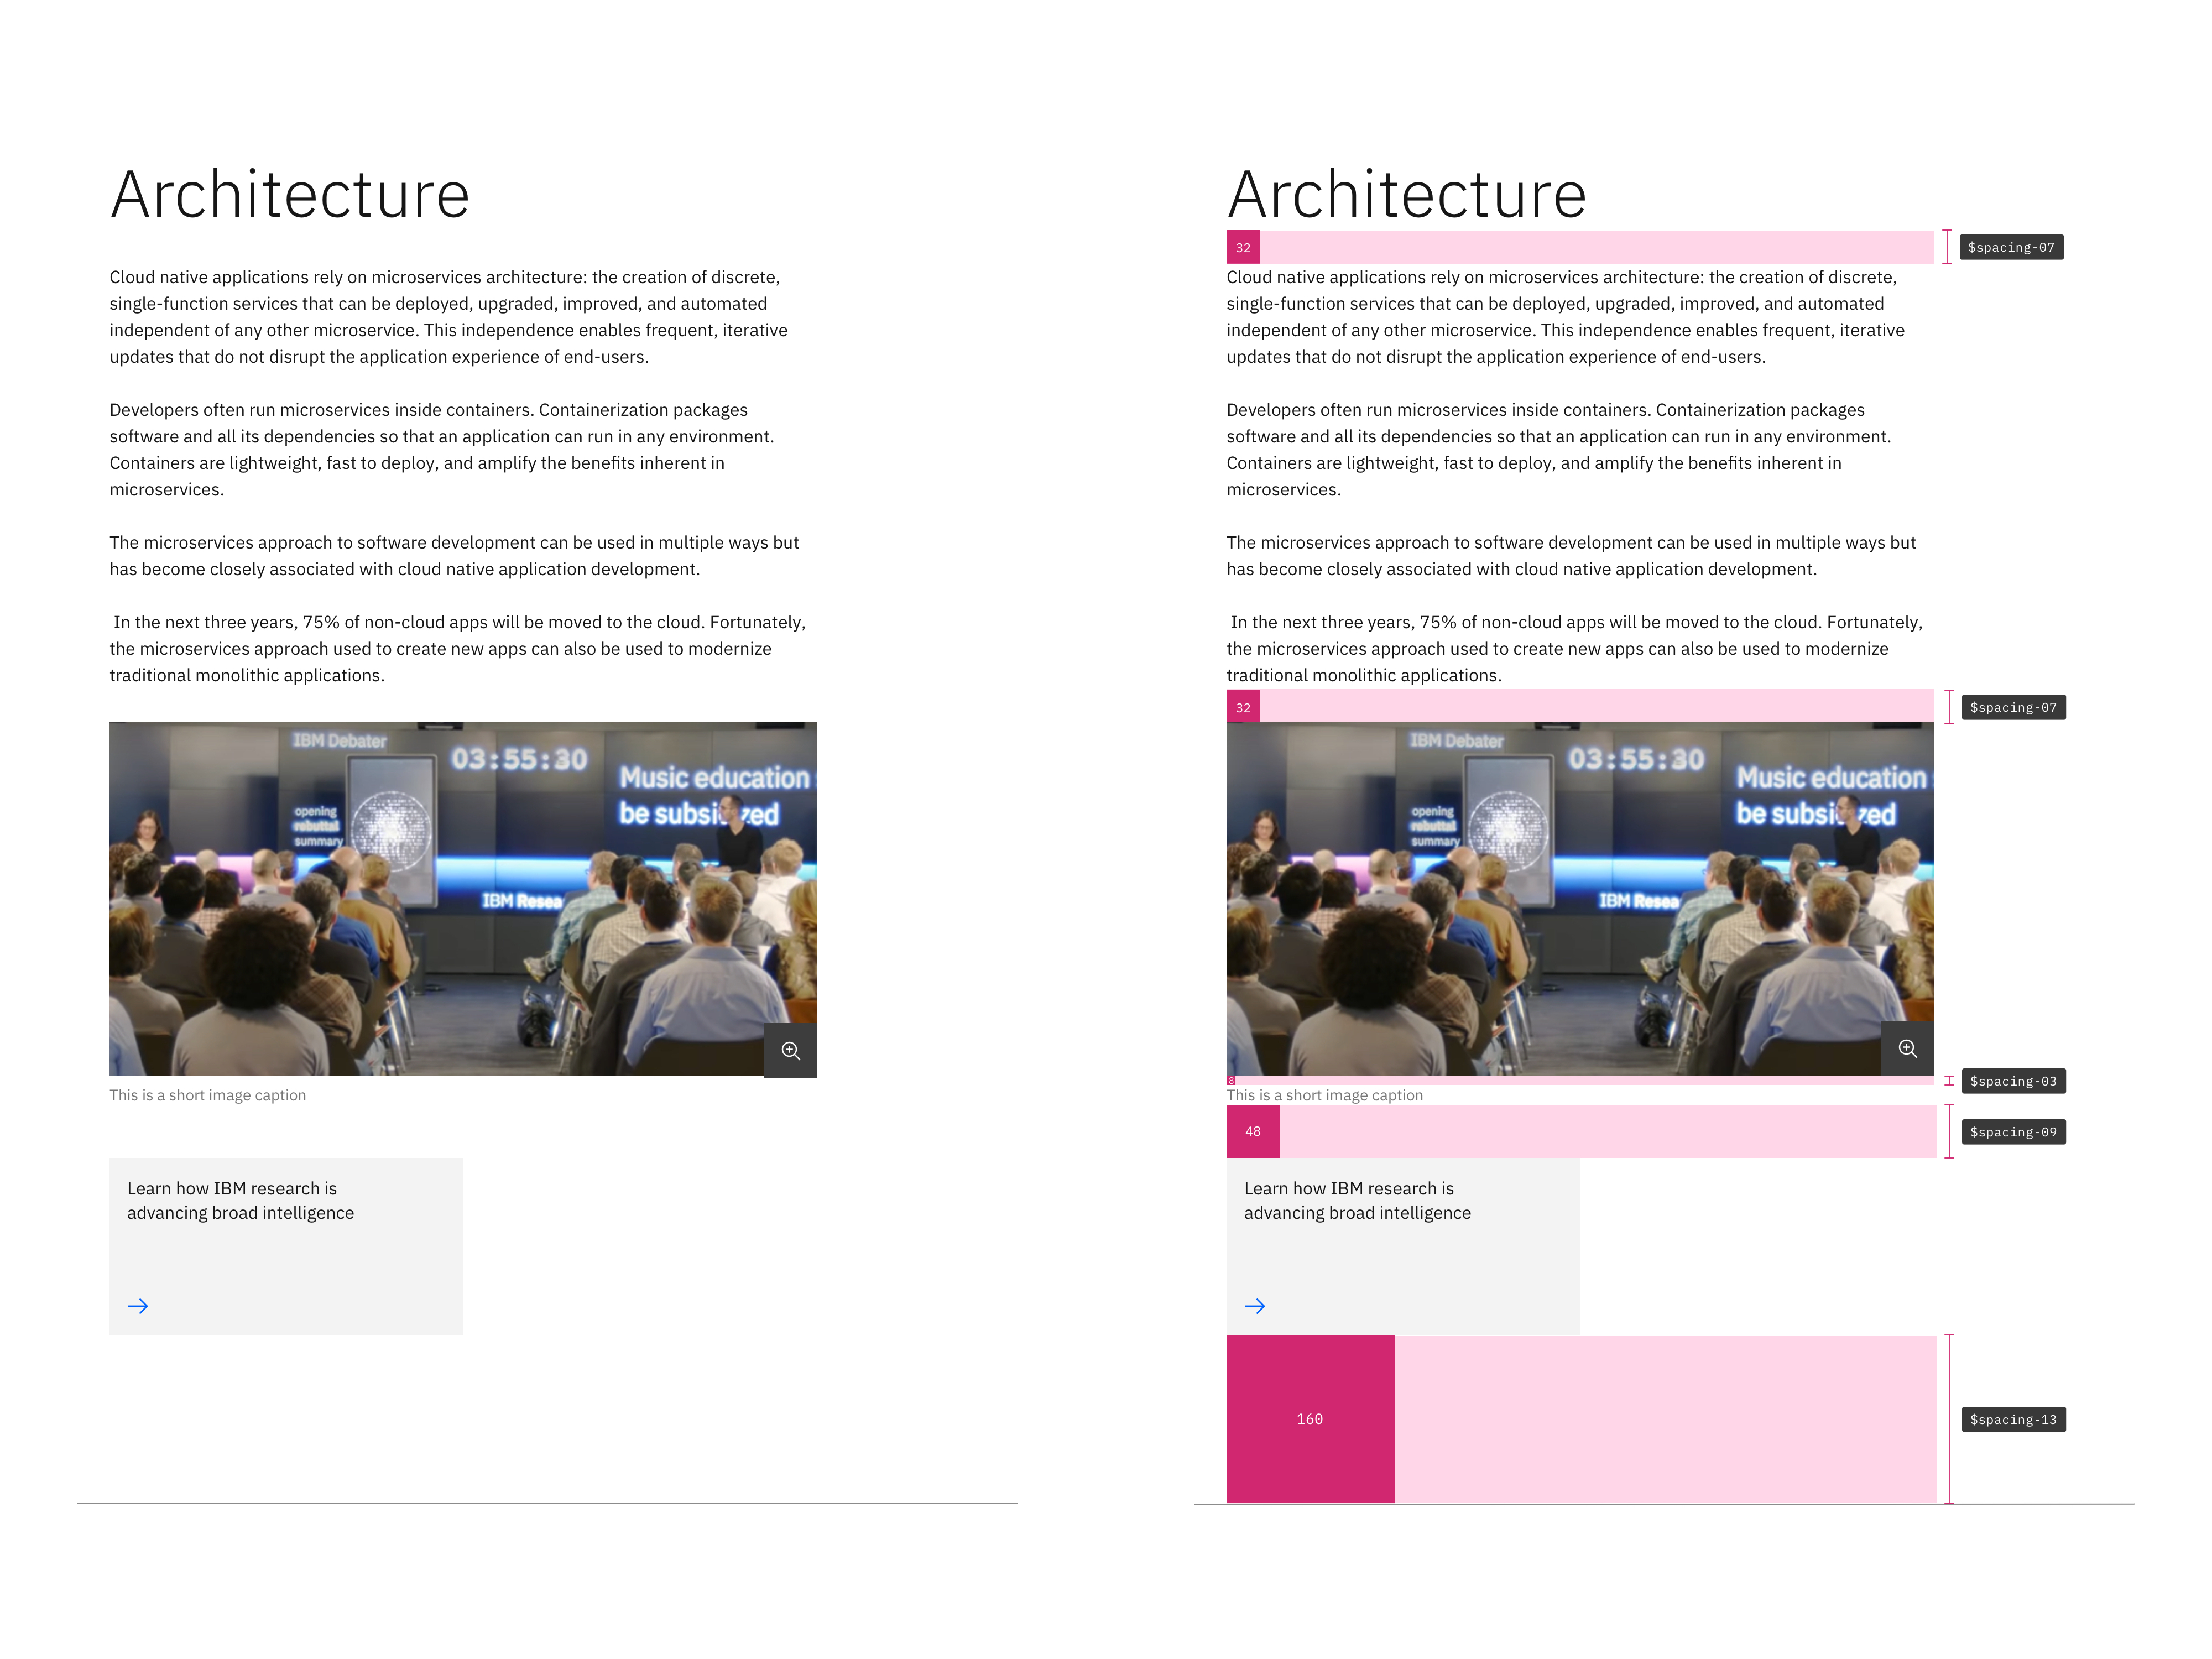 Architecture
Cloud native applications rely on microservices architecture: the creation of discrete,
single-function services that can be deployed, upgraded, improved, and automated
independent of any other microservice. This independence enables frequent, iterative
updates that do not disrupt the application experience of end-users.
Developers often run microservices inside containers. Containerization packages
software and all its dependencies so that an application can run in any environment.
Containers are lightweight, fast to deploy, and amplify the benefits inherent in
microservices.
The microservices approach to software development can be used in multiple ways but
has become closely associated with cloud native application development.
In the next three years, 75% of non-cloud apps will be moved to the cloud. Fortunately,
the microservices approach used to create new apps can also be used to modernize
traditional monolithic applications.
IBM Debater
03:55:30
Music education
be subsidized
opening
rebuttal
summary
IBM Resea
This is a short image caption
Learn how IBM research is
advancing broad intelligence
Architecture
32
$spacing-07
Cloud native applications rely on microservices architecture: the creation of discrete,
single-function services that can be deployed, upgraded, improved, and automated
independent of any other microservice. This independence enables frequent, iterative
updates that do not disrupt the application experience of end-users.
Developers often run microservices inside containers. Containerization packages
software and all its dependencies so that an application can run in any environment.
Containers are lightweight, fast to deploy, and amplify the benefits inherent in
microservices.
The microservices approach to software development can be used in multiple ways but
has become closely associated with cloud native application development.
In the next three years, 75% of non-cloud apps will be moved to the cloud. Fortunately,
the microservices approach used to create new apps can also be used to modernize
traditional monolithic applications.
32
$spacing-07
IBM Debater
03:55:30
Music education
be subsidized
opening
rebuttal
summary
IBM Resea
8
$spacing-03
This is a short image caption
48
$spacing-09
Learn how IBM research is
advancing broad intelligence
160
$spacing-13